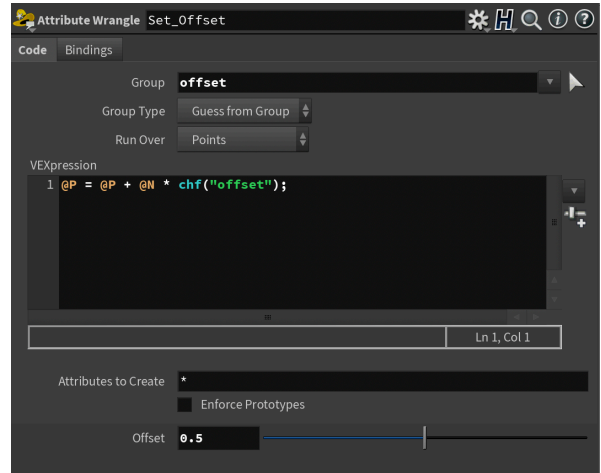 Attribute Wrangle Set_Offset
Code Bindings
Group offset
Group Type Guess from Group
Run Over Points
VEXpression
1 @P = @P + @N * chf("offset");
Ln 1, Col 1
Attributes to Create *
Enforce Prototypes
Offset 0.5